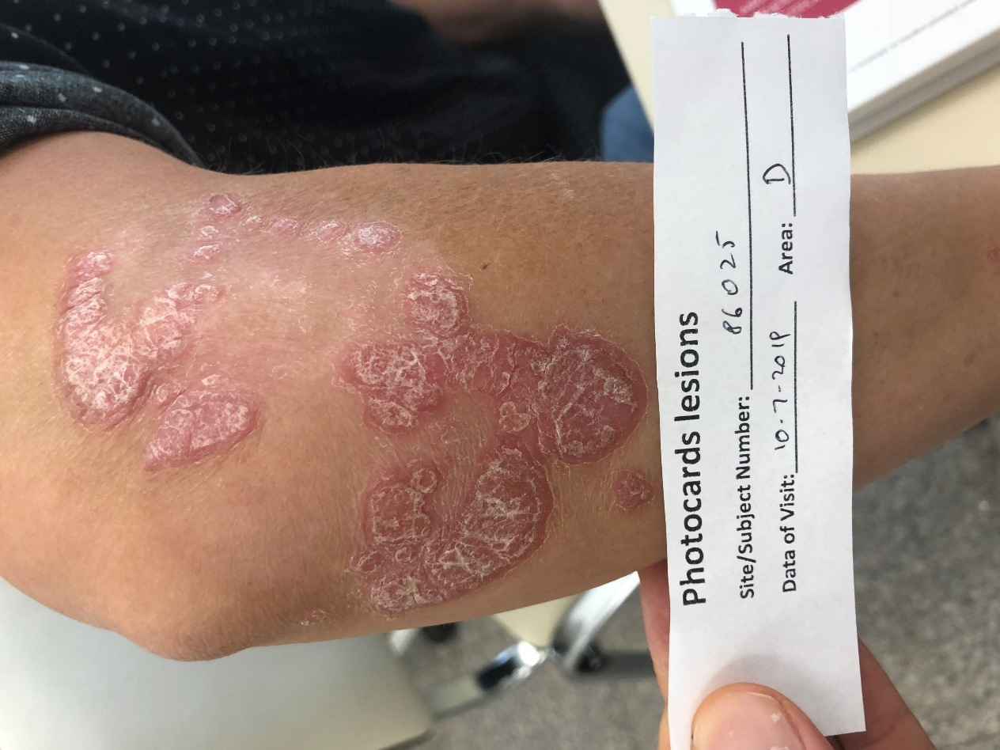 Photocards lesions
Site/Subject Number: 86025
Data of Visit: 10-7-2019 Area: D